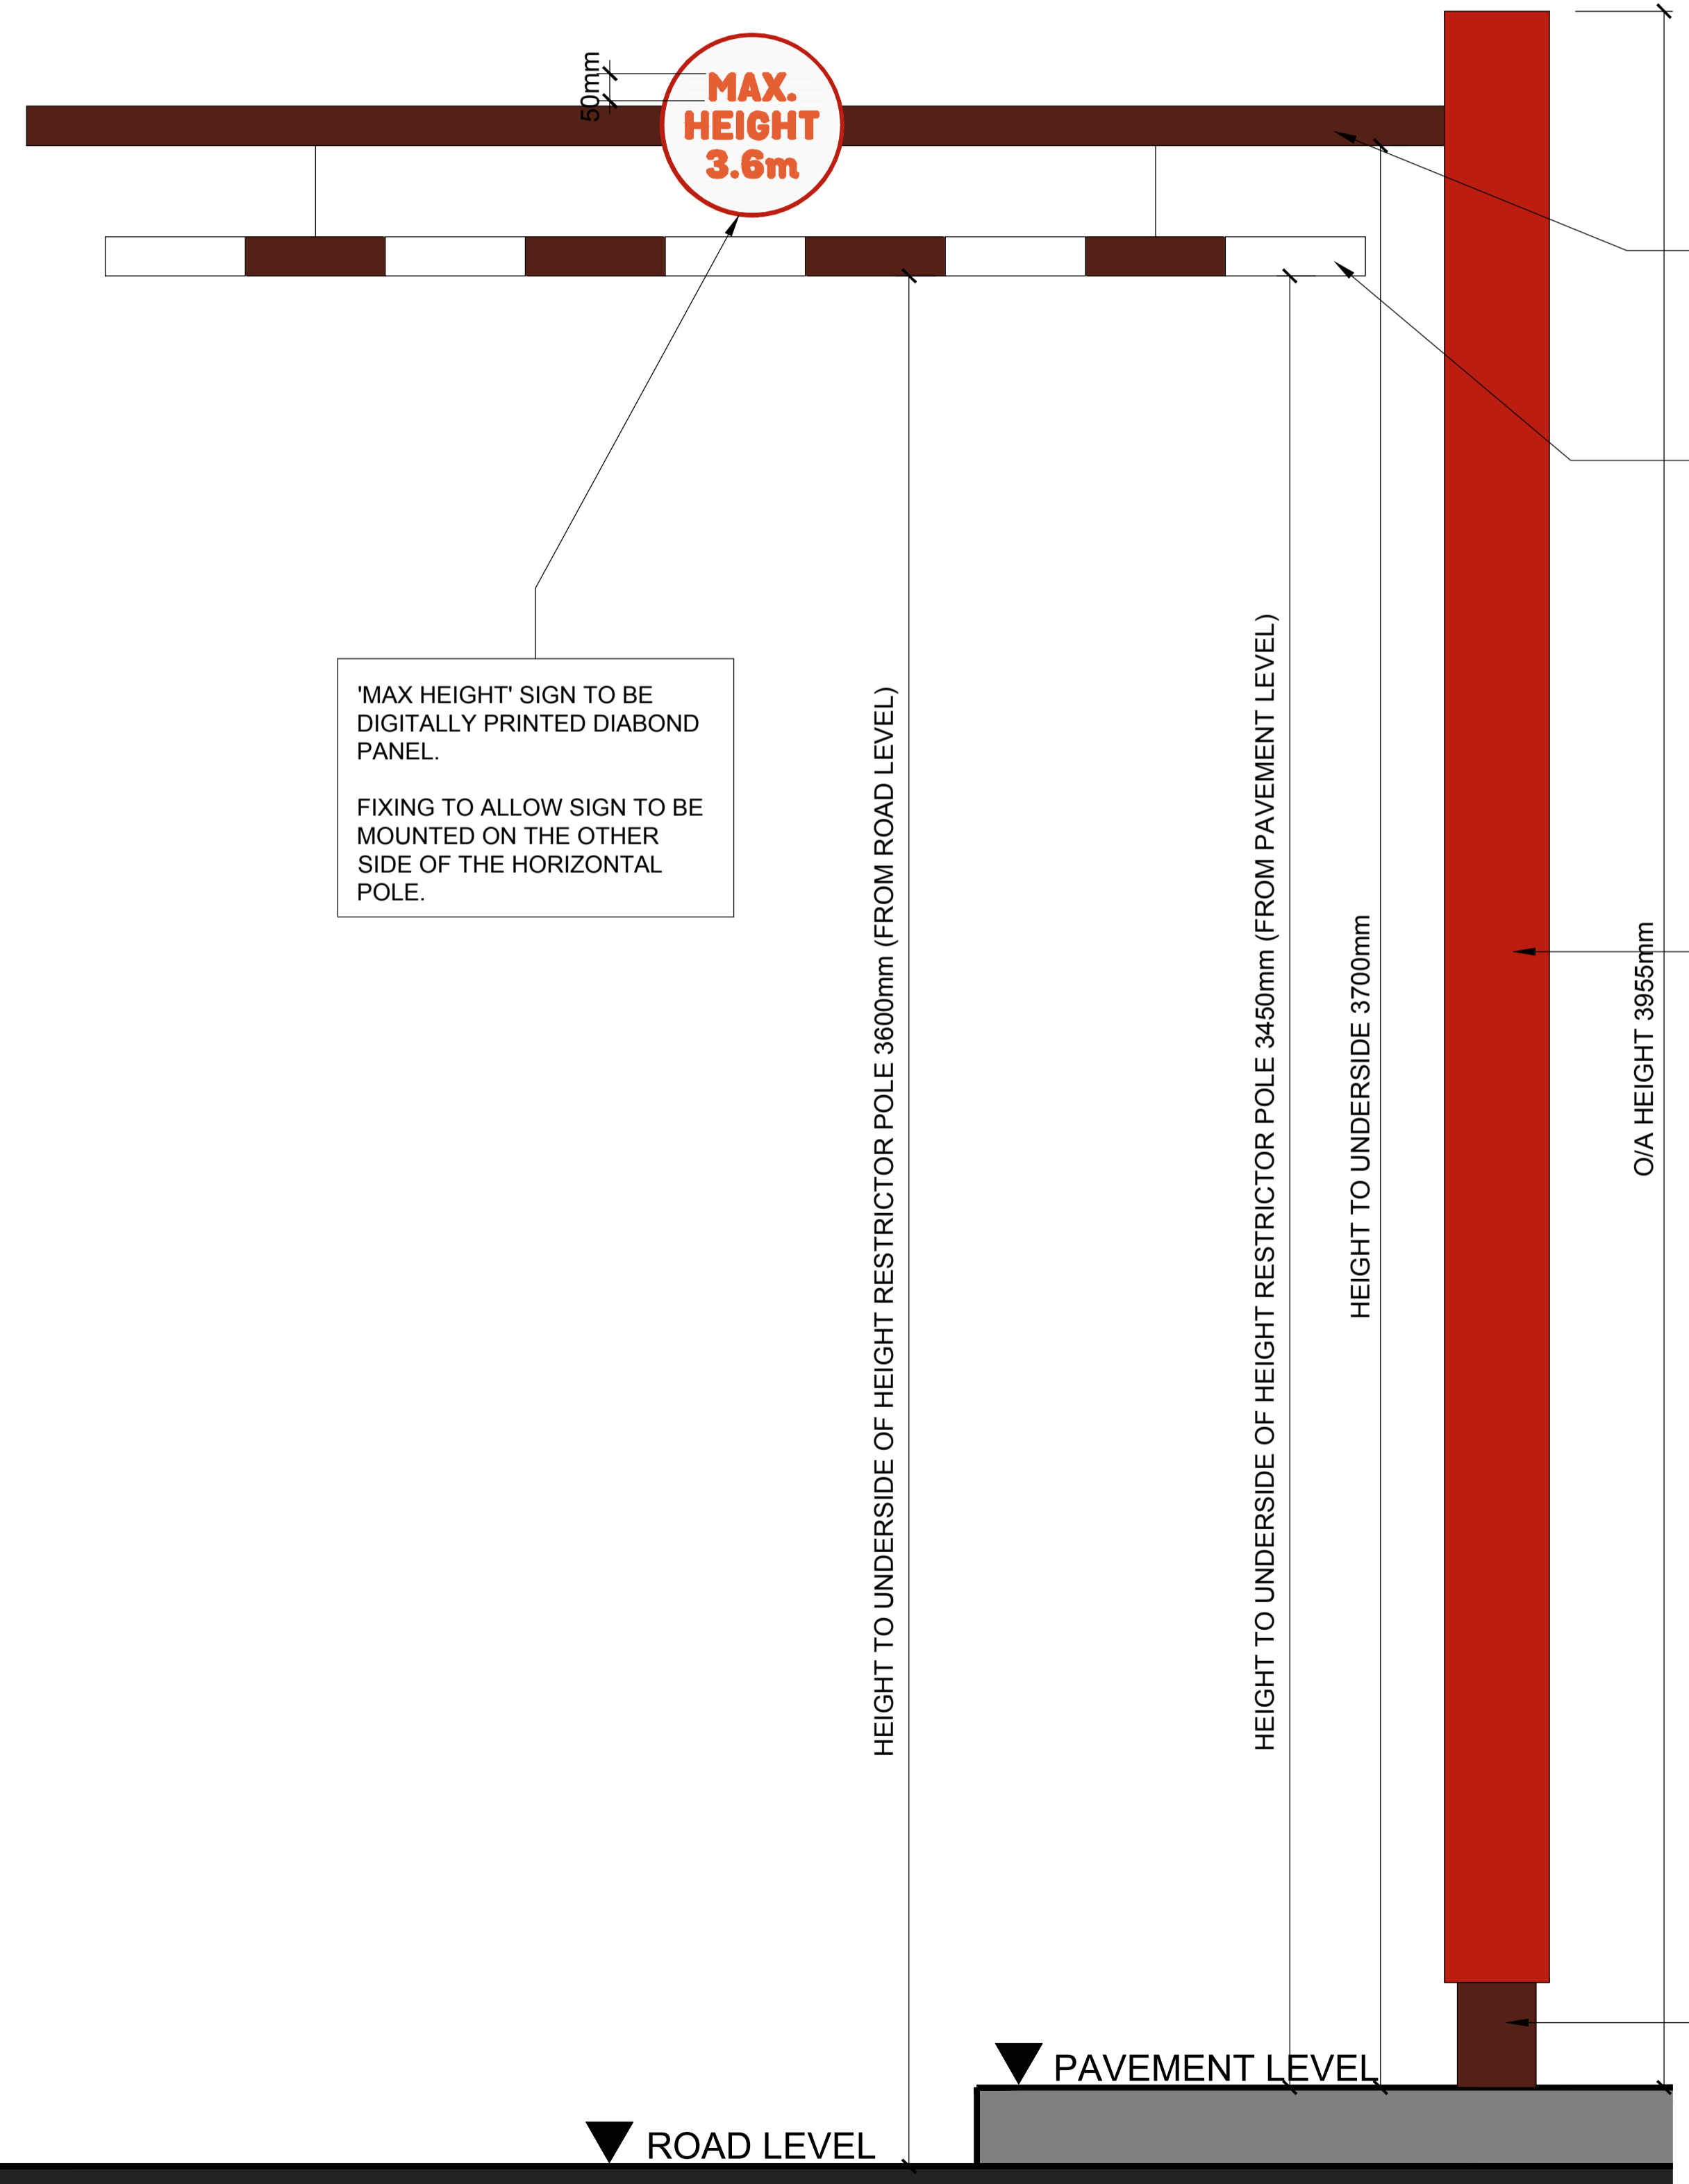 50mm
MAX.
HEIGHT
3.6m
'MAX HEIGHT' SIGN TO BE
DIGITALLY PRINTED DIABOND
PANEL.
FIXING TO ALLOW SIGN TO BE
MOUNTED ON THE OTHER
SIDE OF THE HORIZONTAL
POLE.
HEIGHT TO UNDERSIDE OF HEIGHT RESTRICTOR POLE 3600mm (FROM ROAD LEVEL)
HEIGHT TO UNDERSIDE OF HEIGHT RESTRICTOR POLE 3450mm (FROM PAVEMENT LEVEL)
HEIGHT TO UNDERSIDE 3700mm
O/A HEIGHT 3955mm
PAVEMENT LEVEL
ROAD LEVEL